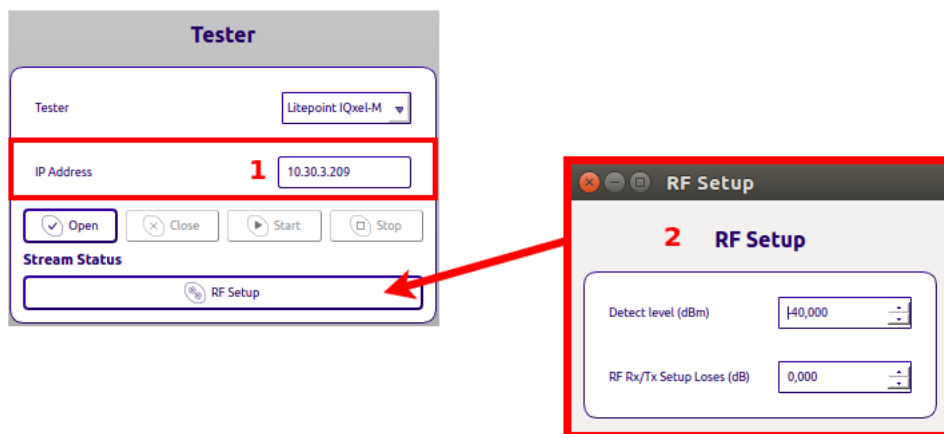 Tester
Tester
Litepoint IQxel-M
IP Address
1
10.30.3.209
Open
Close
Start
Stop
Stream Status
RF Setup
RF Setup
2
RF Setup
Detect level (dBm)
-40,000
RF Rx/Tx Setup Loses (dB)
0,000